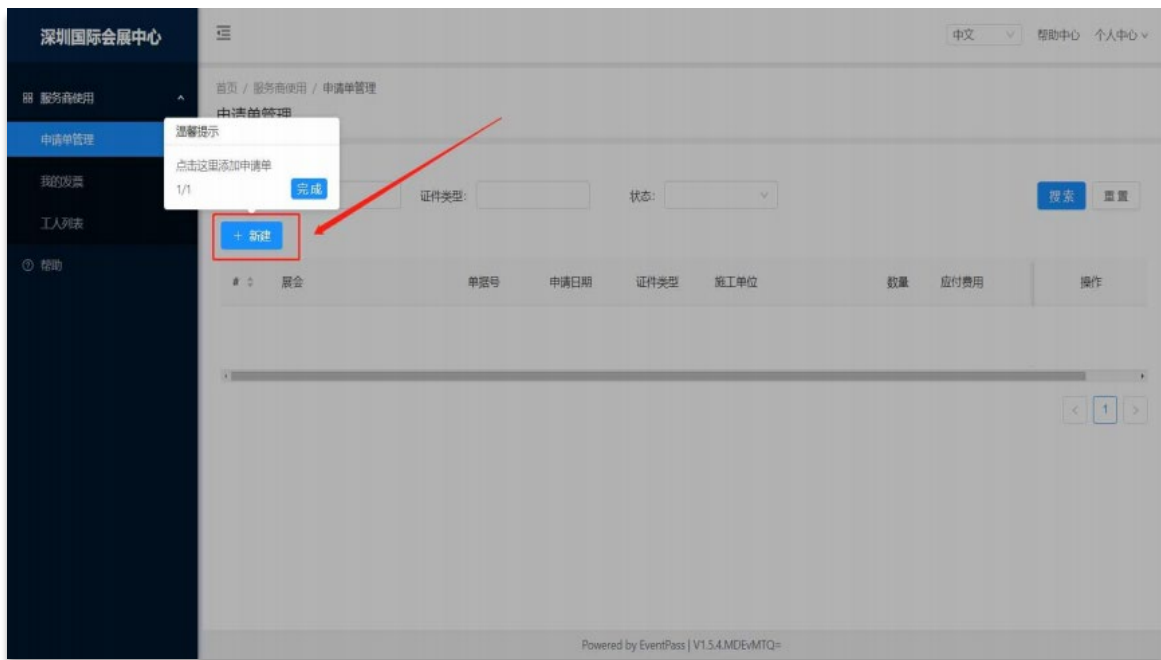 深圳国际会展中心
中文
帮助中心 个人中心
服务商使用
首页 / 服务商使用 / 申请单管理
申请单管理
申请单管理
温馨提示
点击这里添加申请单
1/1 完成
我的发票
证件类型:
状态:
搜索 重置
工人列表
+ 新建
帮助
# 展会 单据号 申请日期 证件类型 施工单位 数量 应付费用 操作
< 1 >
Powered by EventPass | V1.5.4.MDEvMTQ=